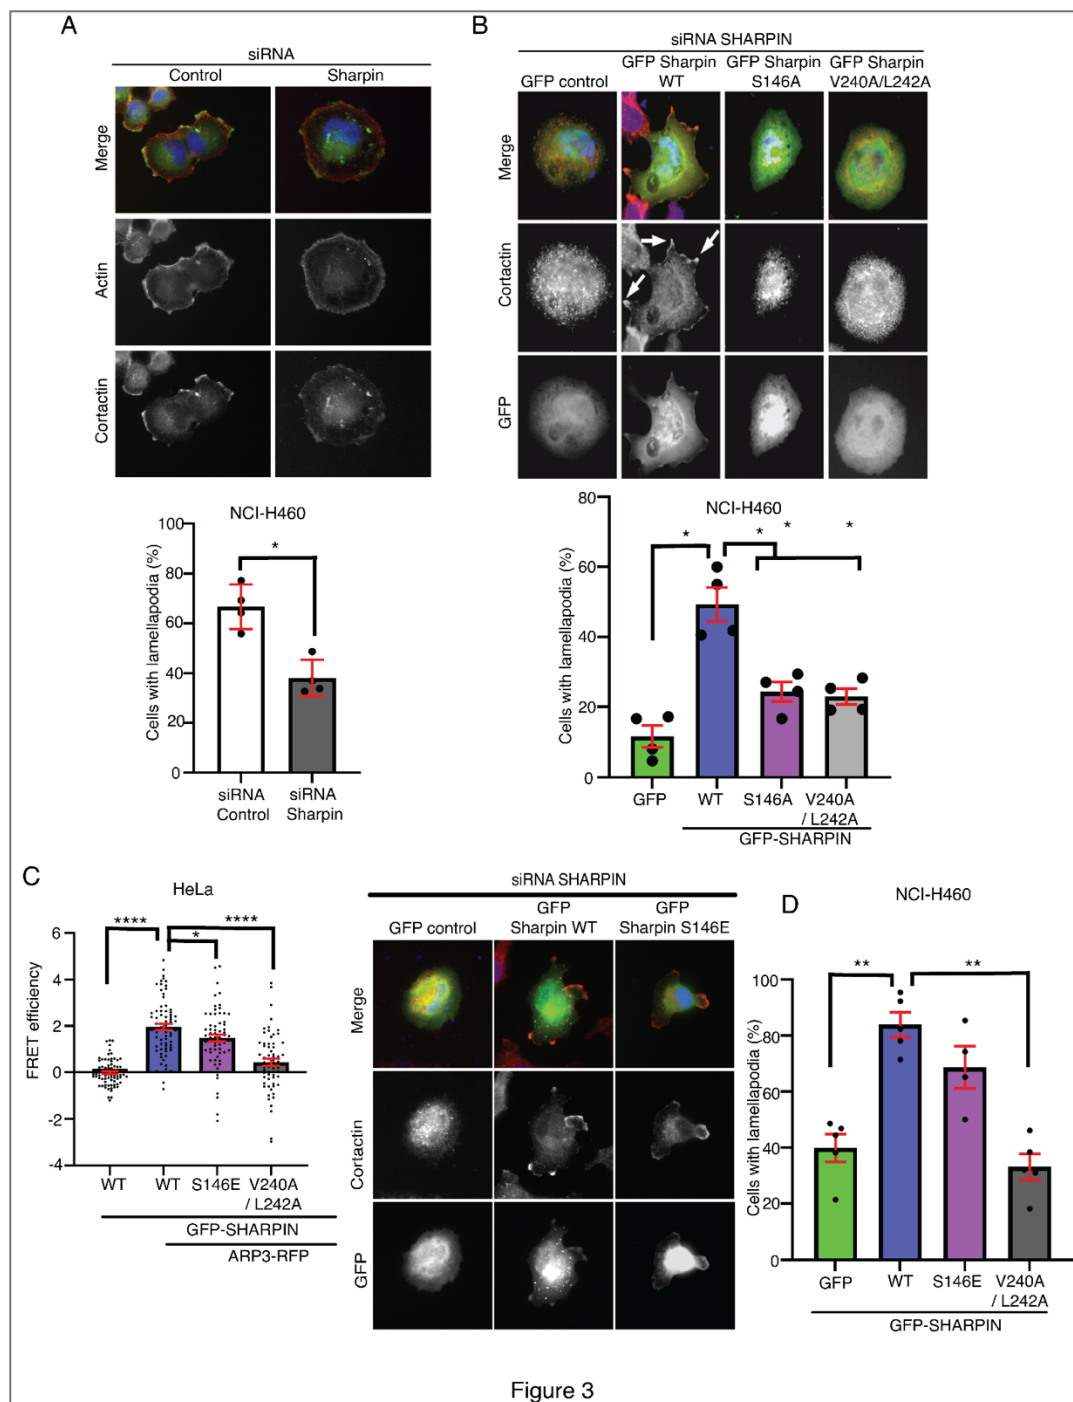 A
siRNA
Control
Sharpin
Merge
Actin
Cortactin
NCI-H460
Cells with lamellapodia (%)
100
80
60
40
20
0
*
siRNA
Control
siRNA
Sharpin
B
siRNA SHARPIN
GFP control
GFP Sharpin
WT
GFP Sharpin
S146A
GFP Sharpin
V240A/L242A
Merge
Cortactin
GFP
NCI-H460
Cells with lamellapodia (%)
80
60
40
20
0
*
*
*
*
GFP
WT
S146A
V240A
/ L242A
GFP-SHARPIN
C
HeLa
FRET efficiency
6
4
2
0
-2
-4
****
****
*
WT
WT
S146E
V240A
/ L242A
GFP-SHARPIN
ARP3-RFP
siRNA SHARPIN
GFP control
GFP
Sharpin WT
GFP
Sharpin S146E
Merge
Cortactin
GFP
D
NCI-H460
Cells with lamellapodia (%)
100
80
60
40
20
0
**
**
GFP
WT
S146E
V240A
/ L242A
GFP-SHARPIN
Figure 3